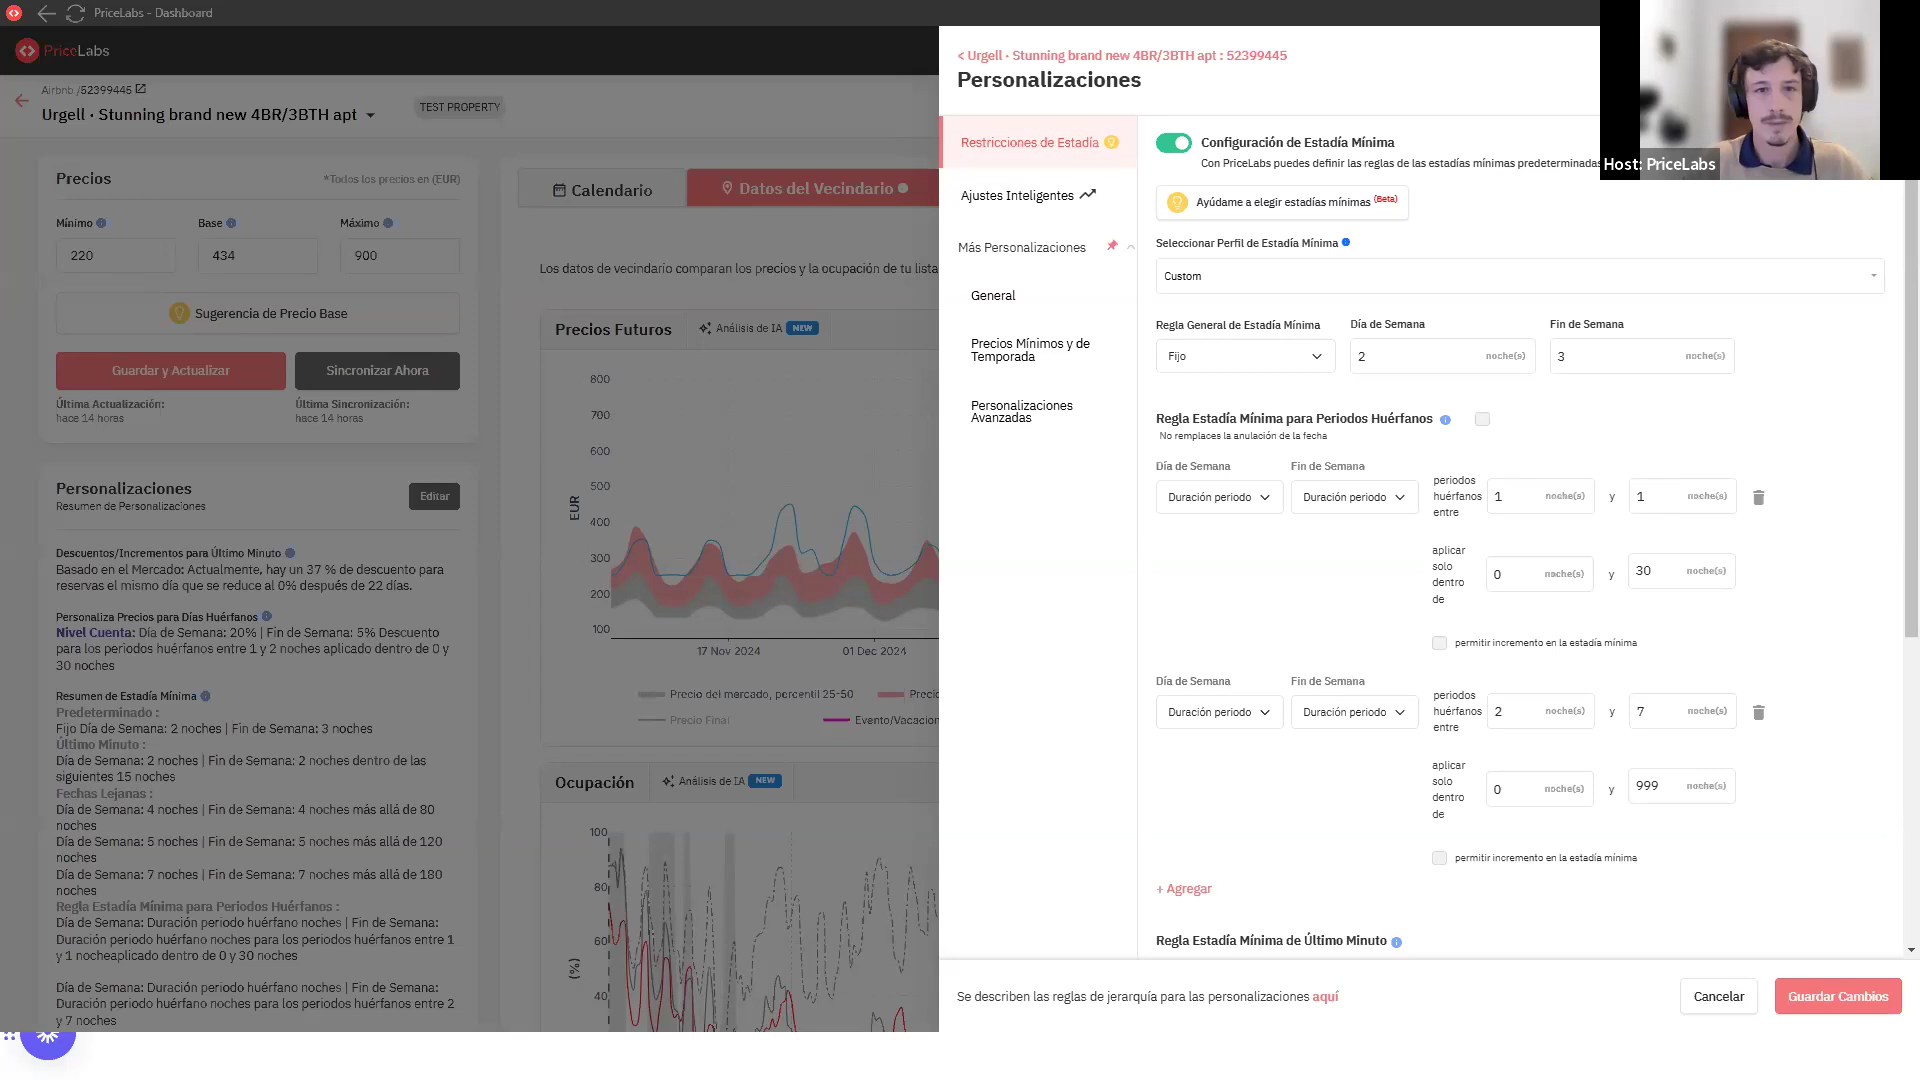 PriceLabs - Dashboard
PriceLabs
Airbnb /52399445
Urgell · Stunning brand new 4BR/3BTH apt
TEST PROPERTY
Precios
*Todos los precios en (EUR)
Mínimo
Base
Máximo
220
434
900
Sugerencia de Precio Base
Guardar y Actualizar
Sincronizar Ahora
Última Actualización:
hace 14 horas
Última Sincronización:
hace 14 horas
Personalizaciones
Resumen de Personalizaciones
Editar
Descuentos/Incrementos para Último Minuto
Basado en el Mercado: Actualmente, hay un 37 % de descuento para
reservas el mismo día que se reduce al 0% después de 22 días.
Personaliza Precios para Días Huérfanos
Nivel Cuenta: Día de Semana: 20% | Fin de Semana: 5% Descuento
para los periodos huérfanos entre 1 y 2 noches aplicado dentro de 0 y
30 noches
Resumen de Estadía Mínima
Predeterminado :
Fijo Día de Semana: 2 noches | Fin de Semana: 3 noches
Último Minuto :
Día de Semana: 2 noches | Fin de Semana: 2 noches dentro de las
siguientes 15 noches
Fechas Lejanas :
Día de Semana: 4 noches | Fin de Semana: 4 noches más allá de 80
noches
Día de Semana: 5 noches | Fin de Semana: 5 noches más allá de 120
noches
Día de Semana: 7 noches | Fin de Semana: 7 noches más allá de 180
noches
Regla Estadía Mínima para Periodos Huérfanos :
Día de Semana: Duración periodo huérfano noches | Fin de Semana:
Duración periodo huérfano noches para los periodos huérfanos entre 1
y 1 nocheaplicado dentro de 0 y 30 noches
Día de Semana: Duración periodo huérfano noches | Fin de Semana:
Duración periodo huérfano noches para los periodos huérfanos entre 2
y 7 noches
Calendario
Datos del Vecindario
Los datos de vecindario comparan los precios y la ocupación de tu lista
Precios Futuros
Análisis de IA NEW
800
700
600
500
400
300
200
100
EUR
17 Nov 2024
01 Dec 2024
Precio del mercado, percentil 25-50
Precio
Precio Final
Evento/Vacacion
Ocupación
Análisis de IA NEW
100
80
60
40
(%)
< Urgell · Stunning brand new 4BR/3BTH apt : 52399445
Personalizaciones
Restricciones de Estadía
Ajustes Inteligentes
Más Personalizaciones
General
Precios Mínimos y de
Temporada
Personalizaciones
Avanzadas
Configuración de Estadía Mínima
Con PriceLabs puedes definir las reglas de las estadías mínimas predeterminadas
Ayúdame a elegir estadías mínimas (Beta)
Seleccionar Perfil de Estadía Mínima
Custom
Regla General de Estadía Mínima
Día de Semana
Fin de Semana
Fijo
2 noche(s)
3 noche(s)
Regla Estadía Mínima para Periodos Huérfanos
No remplaces la anulación de la fecha
Día de Semana
Fin de Semana
Duración periodo
Duración periodo
periodos
huérfanos
entre
1 noche(s) y 1 noche(s)
aplicar
solo
dentro
de
0 noche(s) y 30 noche(s)
permitir incremento en la estadía mínima
Día de Semana
Fin de Semana
Duración periodo
Duración periodo
periodos
huérfanos
entre
2 noche(s) y 7 noche(s)
aplicar
solo
dentro
de
0 noche(s) y 999 noche(s)
permitir incremento en la estadía mínima
+ Agregar
Regla Estadía Mínima de Último Minuto
Se describen las reglas de jerarquía para las personalizaciones aquí
Cancelar
Guardar Cambios
Host: PriceLabs